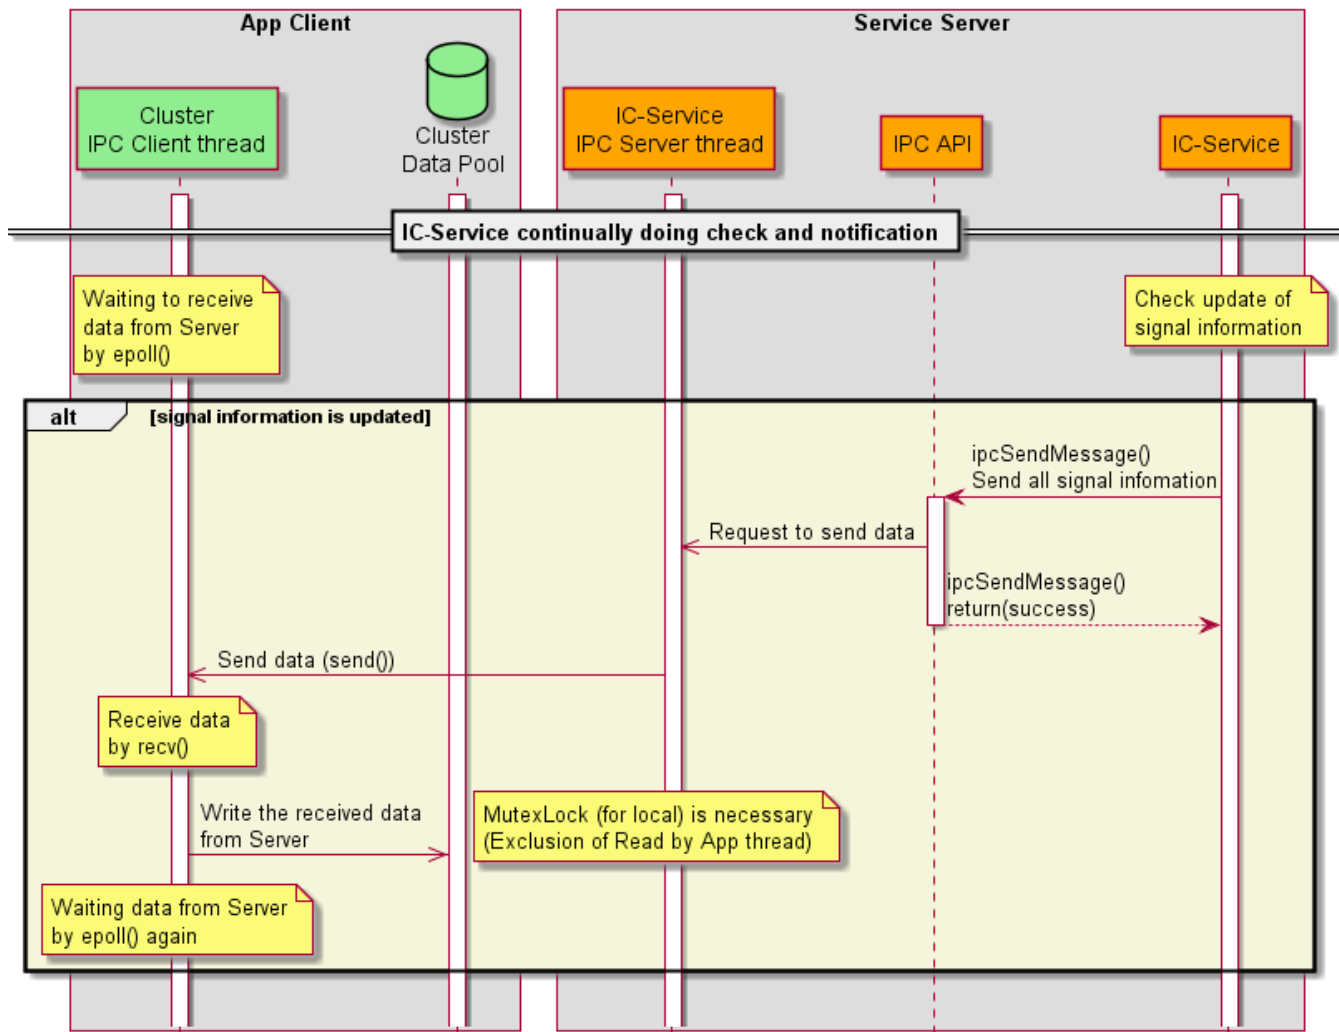 App Client
Service Server
Cluster
IPC Client thread
Cluster
Data Pool
IC-Service
IPC Server thread
IPC API
IC-Service
IC-Service continually doing check and notification
Waiting to receive
data from Server
by epoll()
Check update of
signal information
alt
[signal information is updated]
ipcSendMessage()
Send all signal infomation
Request to send data
ipcSendMessage()
return(success)
Send data (send())
Receive data
by recv()
Write the received data
from Server
MutexLock (for local) is necessary
(Exclusion of Read by App thread)
Waiting data from Server
by epoll() again